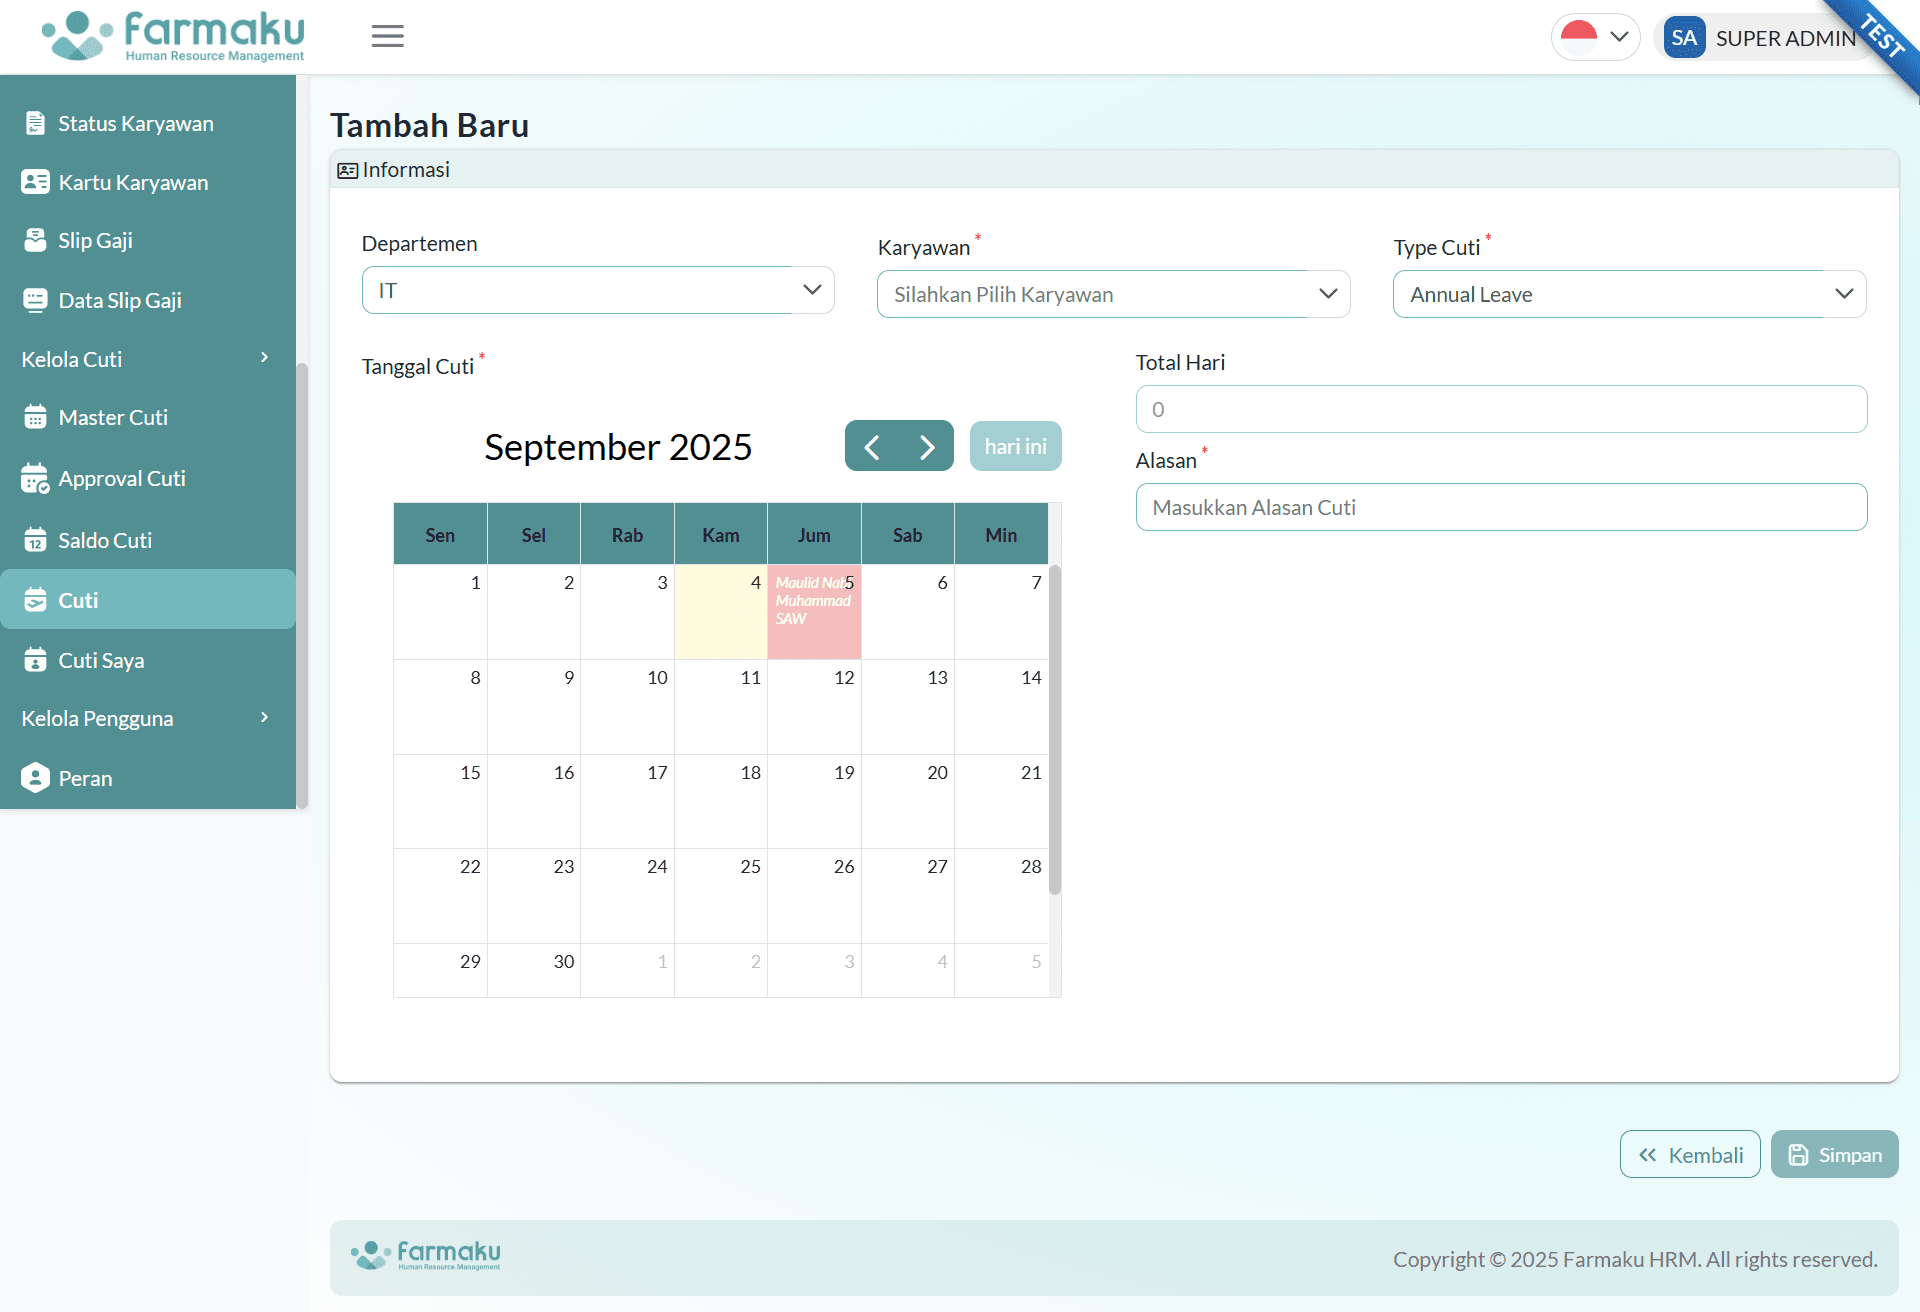 farmaku
Human Resource Management
SA SUPER ADMIN
TEST
Status Karyawan
Kartu Karyawan
Slip Gaji
Data Slip Gaji
Kelola Cuti
Master Cuti
Approval Cuti
Saldo Cuti
Cuti
Cuti Saya
Kelola Pengguna
Peran
Tambah Baru
Informasi
Departemen
IT
Karyawan *
Silahkan Pilih Karyawan
Type Cuti *
Annual Leave
Tanggal Cuti *
September 2025
hari ini
Sen Sel Rab Kam Jum Sab Min
1 2 3 4 5 6 7
Maulid Nabi
Muhammad
SAW
8 9 10 11 12 13 14
15 16 17 18 19 20 21
22 23 24 25 26 27 28
29 30 1 2 3 4 5
Total Hari
0
Alasan *
Masukkan Alasan Cuti
Kembali
Simpan
farmaku
Human Resource Management
Copyright © 2025 Farmaku HRM. All rights reserved.